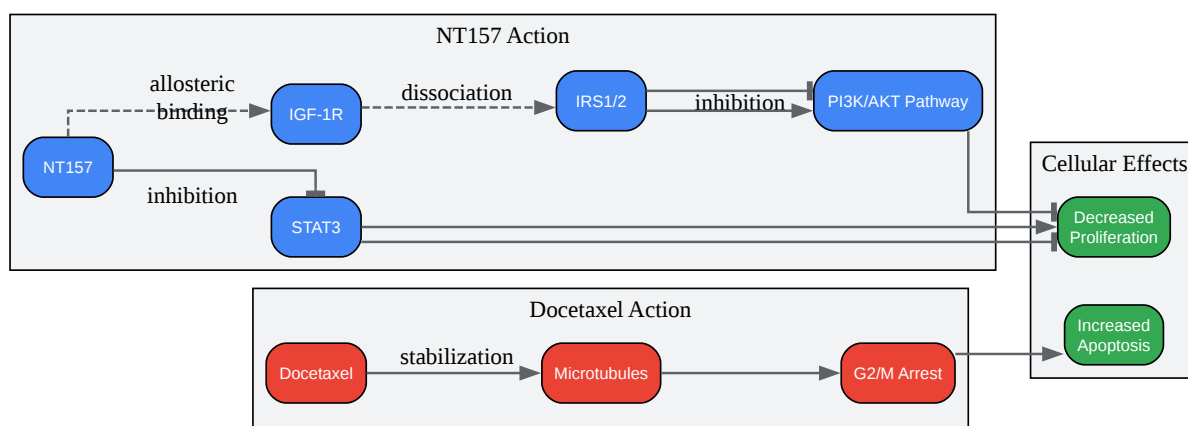 NT157 Action
allosteric
binding
IGF-1R
dissociation
IRS1/2
inhibition
PI3K/AKT Pathway
NT157
inhibition
STAT3
Cellular Effects
Decreased
Proliferation
Increased
Apoptosis
Docetaxel Action
Docetaxel
stabilization
Microtubules
G2/M Arrest